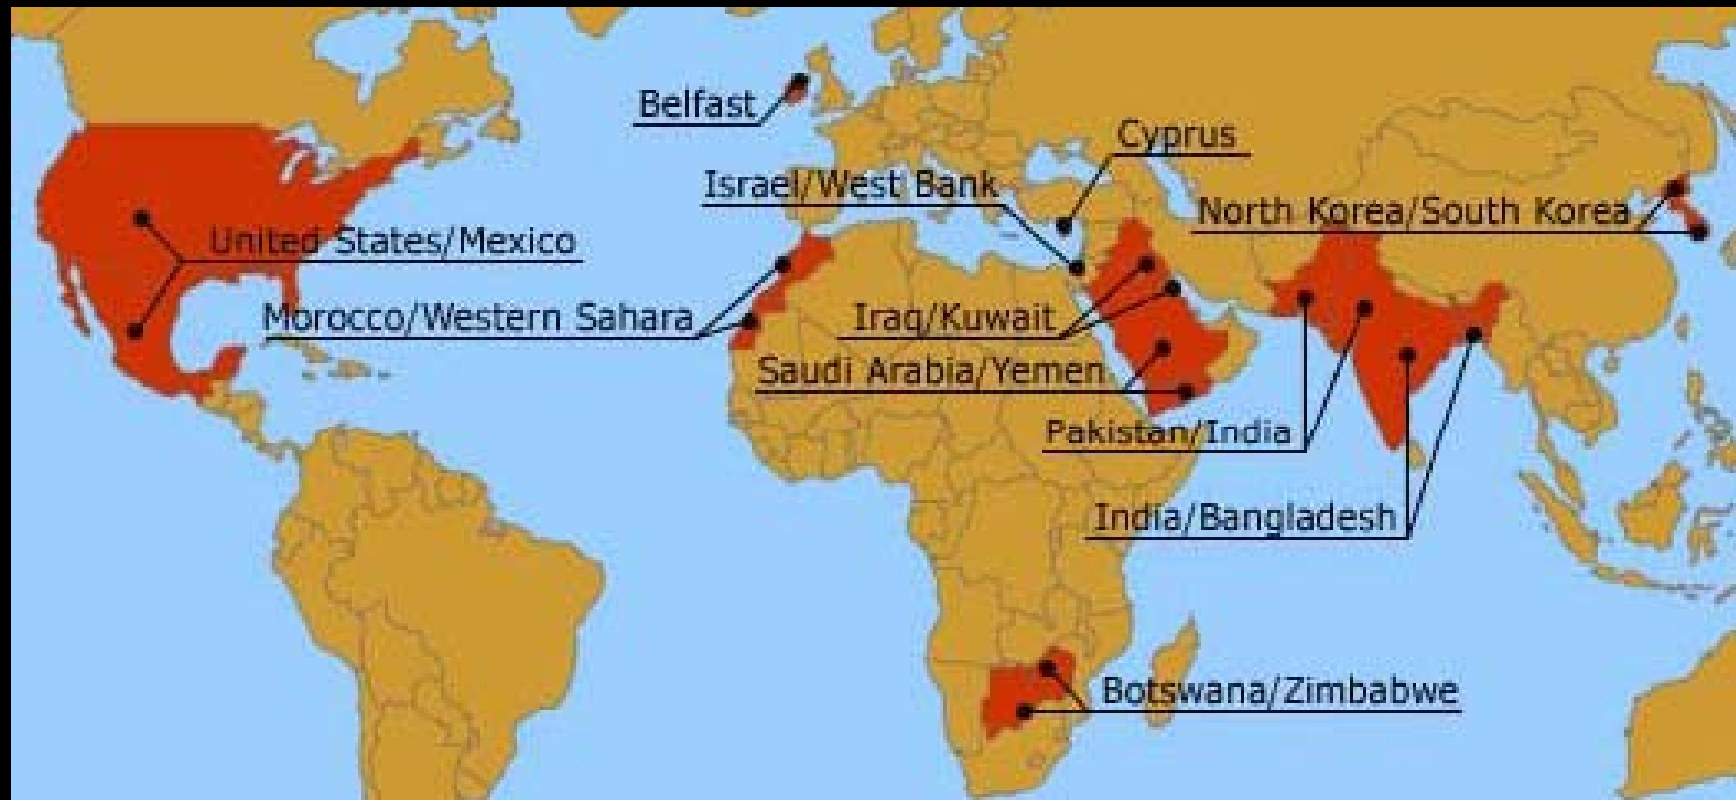 Belfast
Cyprus
Israel/West Bank
North Korea/South Korea
United States/Mexico
Morocco/Western Sahara
Iraq/Kuwait
Saudi Arabia/Yemen
Pakistan/India
India/Bangladesh
Botswana/Zimbabwe